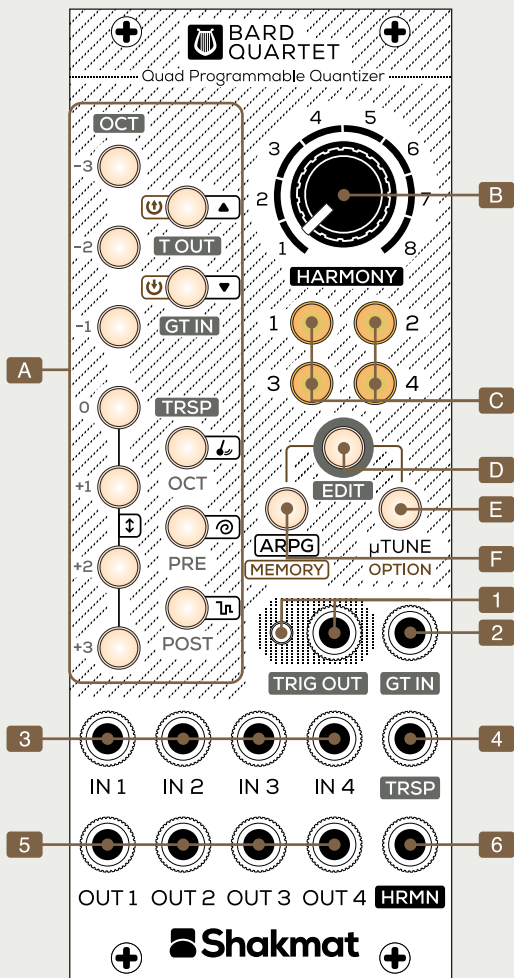 BARD
QUARTET
Quad Programmable Quantizer
OCT
-3
-2
-1
0
+1
+2
+3
T OUT
GT IN
TRSP
OCT
PRE
POST
A
1
2
3
4
5
6
7
8
HARMONY
B
1
2
3
4
C
EDIT
D
ARPG
MEMORY
µTUNE
OPTION
E
F
1
TRIG OUT
GT IN
2
3
IN 1 IN 2 IN 3 IN 4 TRSP
4
5
OUT 1 OUT 2 OUT 3 OUT 4 HRMN
6
Shakmat